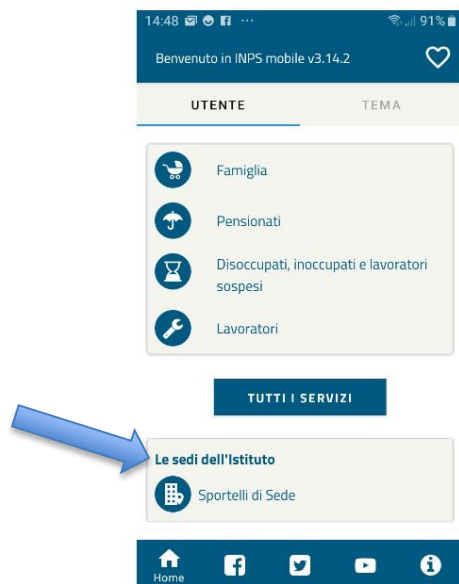 14:48 91%
Benvenuto in INPS mobile v3.14.2
UTENTE TEMA
Famiglia
Pensionati
Disoccupati, inoccupati e lavoratori
sospesi
Lavoratori
TUTTI I SERVIZI
Le sedi dell'Istituto
Sportelli di Sede
Home